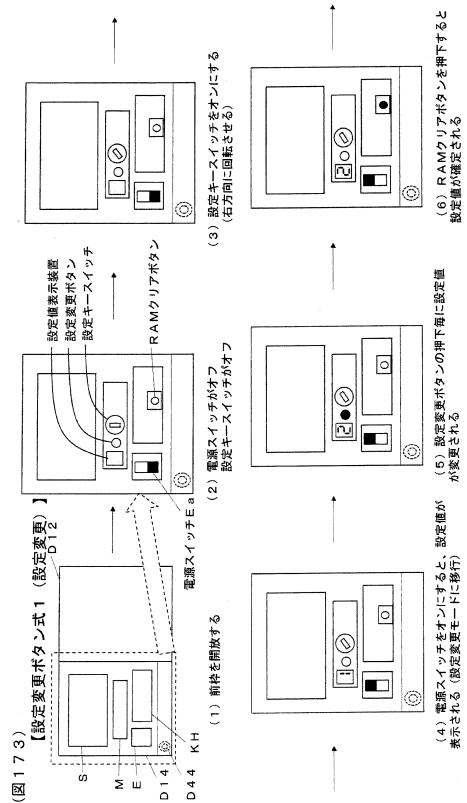 (図173)
【設定変更ボタン式1(設定変更)】
D12
S
M
E
D14
D44
KH
(1)前枠を開放する
設定値表示装置
設定変更ボタン
設定キースイッチ
RAMクリアボタン
電源スイッチEa
(2)電源スイッチがオフ
設定キースイッチがオフ
(3)設定キースイッチをオンにする
(右方向に回転させる)
1
(4)電源スイッチをオンにすると、設定値が
表示される(設定変更モードに移行)
2
(5)設定変更ボタンの押下毎に設定値
が変更される
2
(6)RAMクリアボタンを押下すると
設定値が確定される